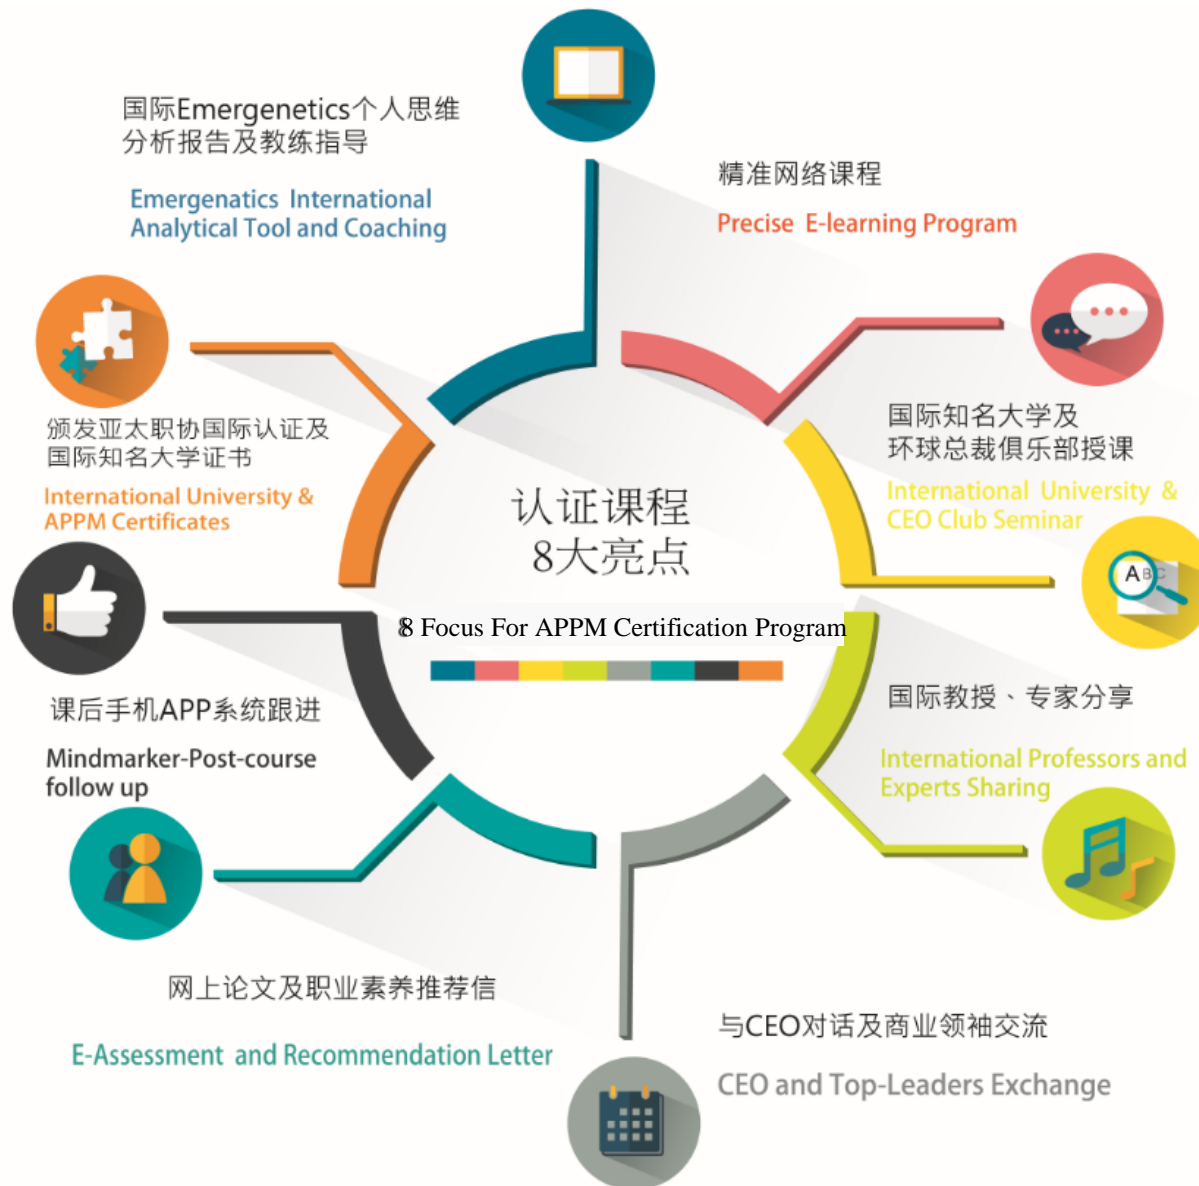 国际Emergenetics个人思维
分析报告及教练指导
Emergenatics International
Analytical Tool and Coaching
精准网络课程
Precise E-learning Program
颁发亚太职协国际认证及
国际知名大学证书
International University &
APPM Certificates
国际知名大学及
环球总裁俱乐部授课
International University &
CEO Club Seminar
认证课程
8大亮点
8 Focus For APPM Certification Program
A B C
课后手机APP系统跟进
Mindmarker-Post-course
follow up
国际教授、专家分享
International Professors and
Experts Sharing
网上论文及职业素养推荐信
E-Assessment and Recommendation Letter
与CEO对话及商业领袖交流
CEO and Top-Leaders Exchange